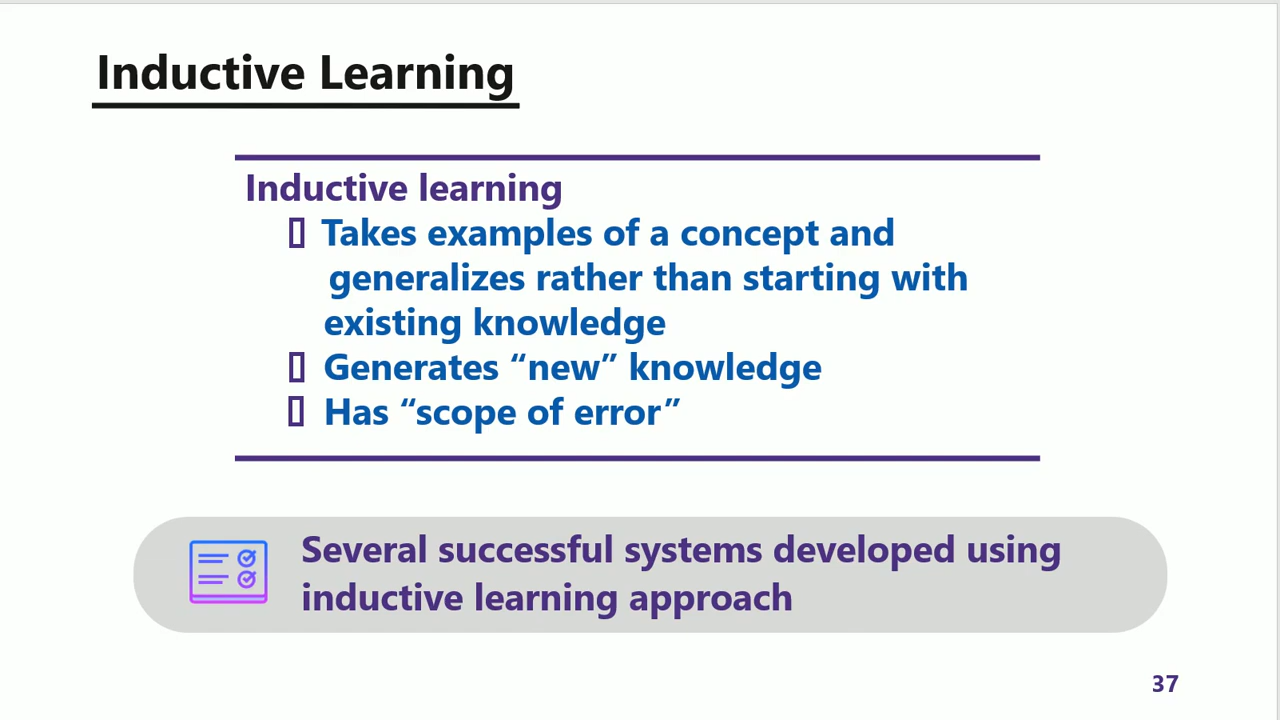 Inductive Learning
Inductive learning
Takes examples of a concept and
generalizes rather than starting with
existing knowledge
Generates “new” knowledge
Has “scope of error”
Several successful systems developed using
inductive learning approach
37